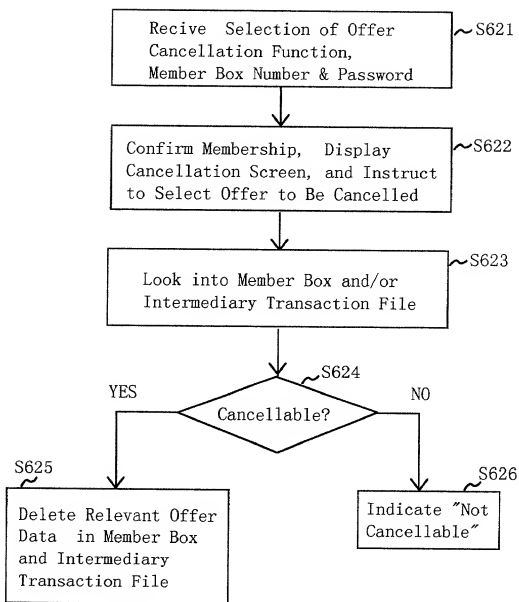 Recive Selection of Offer
Cancellation Function,
Member Box Number & Password
S621
Confirm Membership, Display
Cancellation Screen, and Instruct
to Select Offer to Be Cancelled
S622
Look into Member Box and/or
Intermediary Transaction File
S623
S624
Cancellable?
YES
NO
S625
Delete Relevant Offer
Data in Member Box
and Intermediary
Transaction File
S626
Indicate "Not
Cancellable"